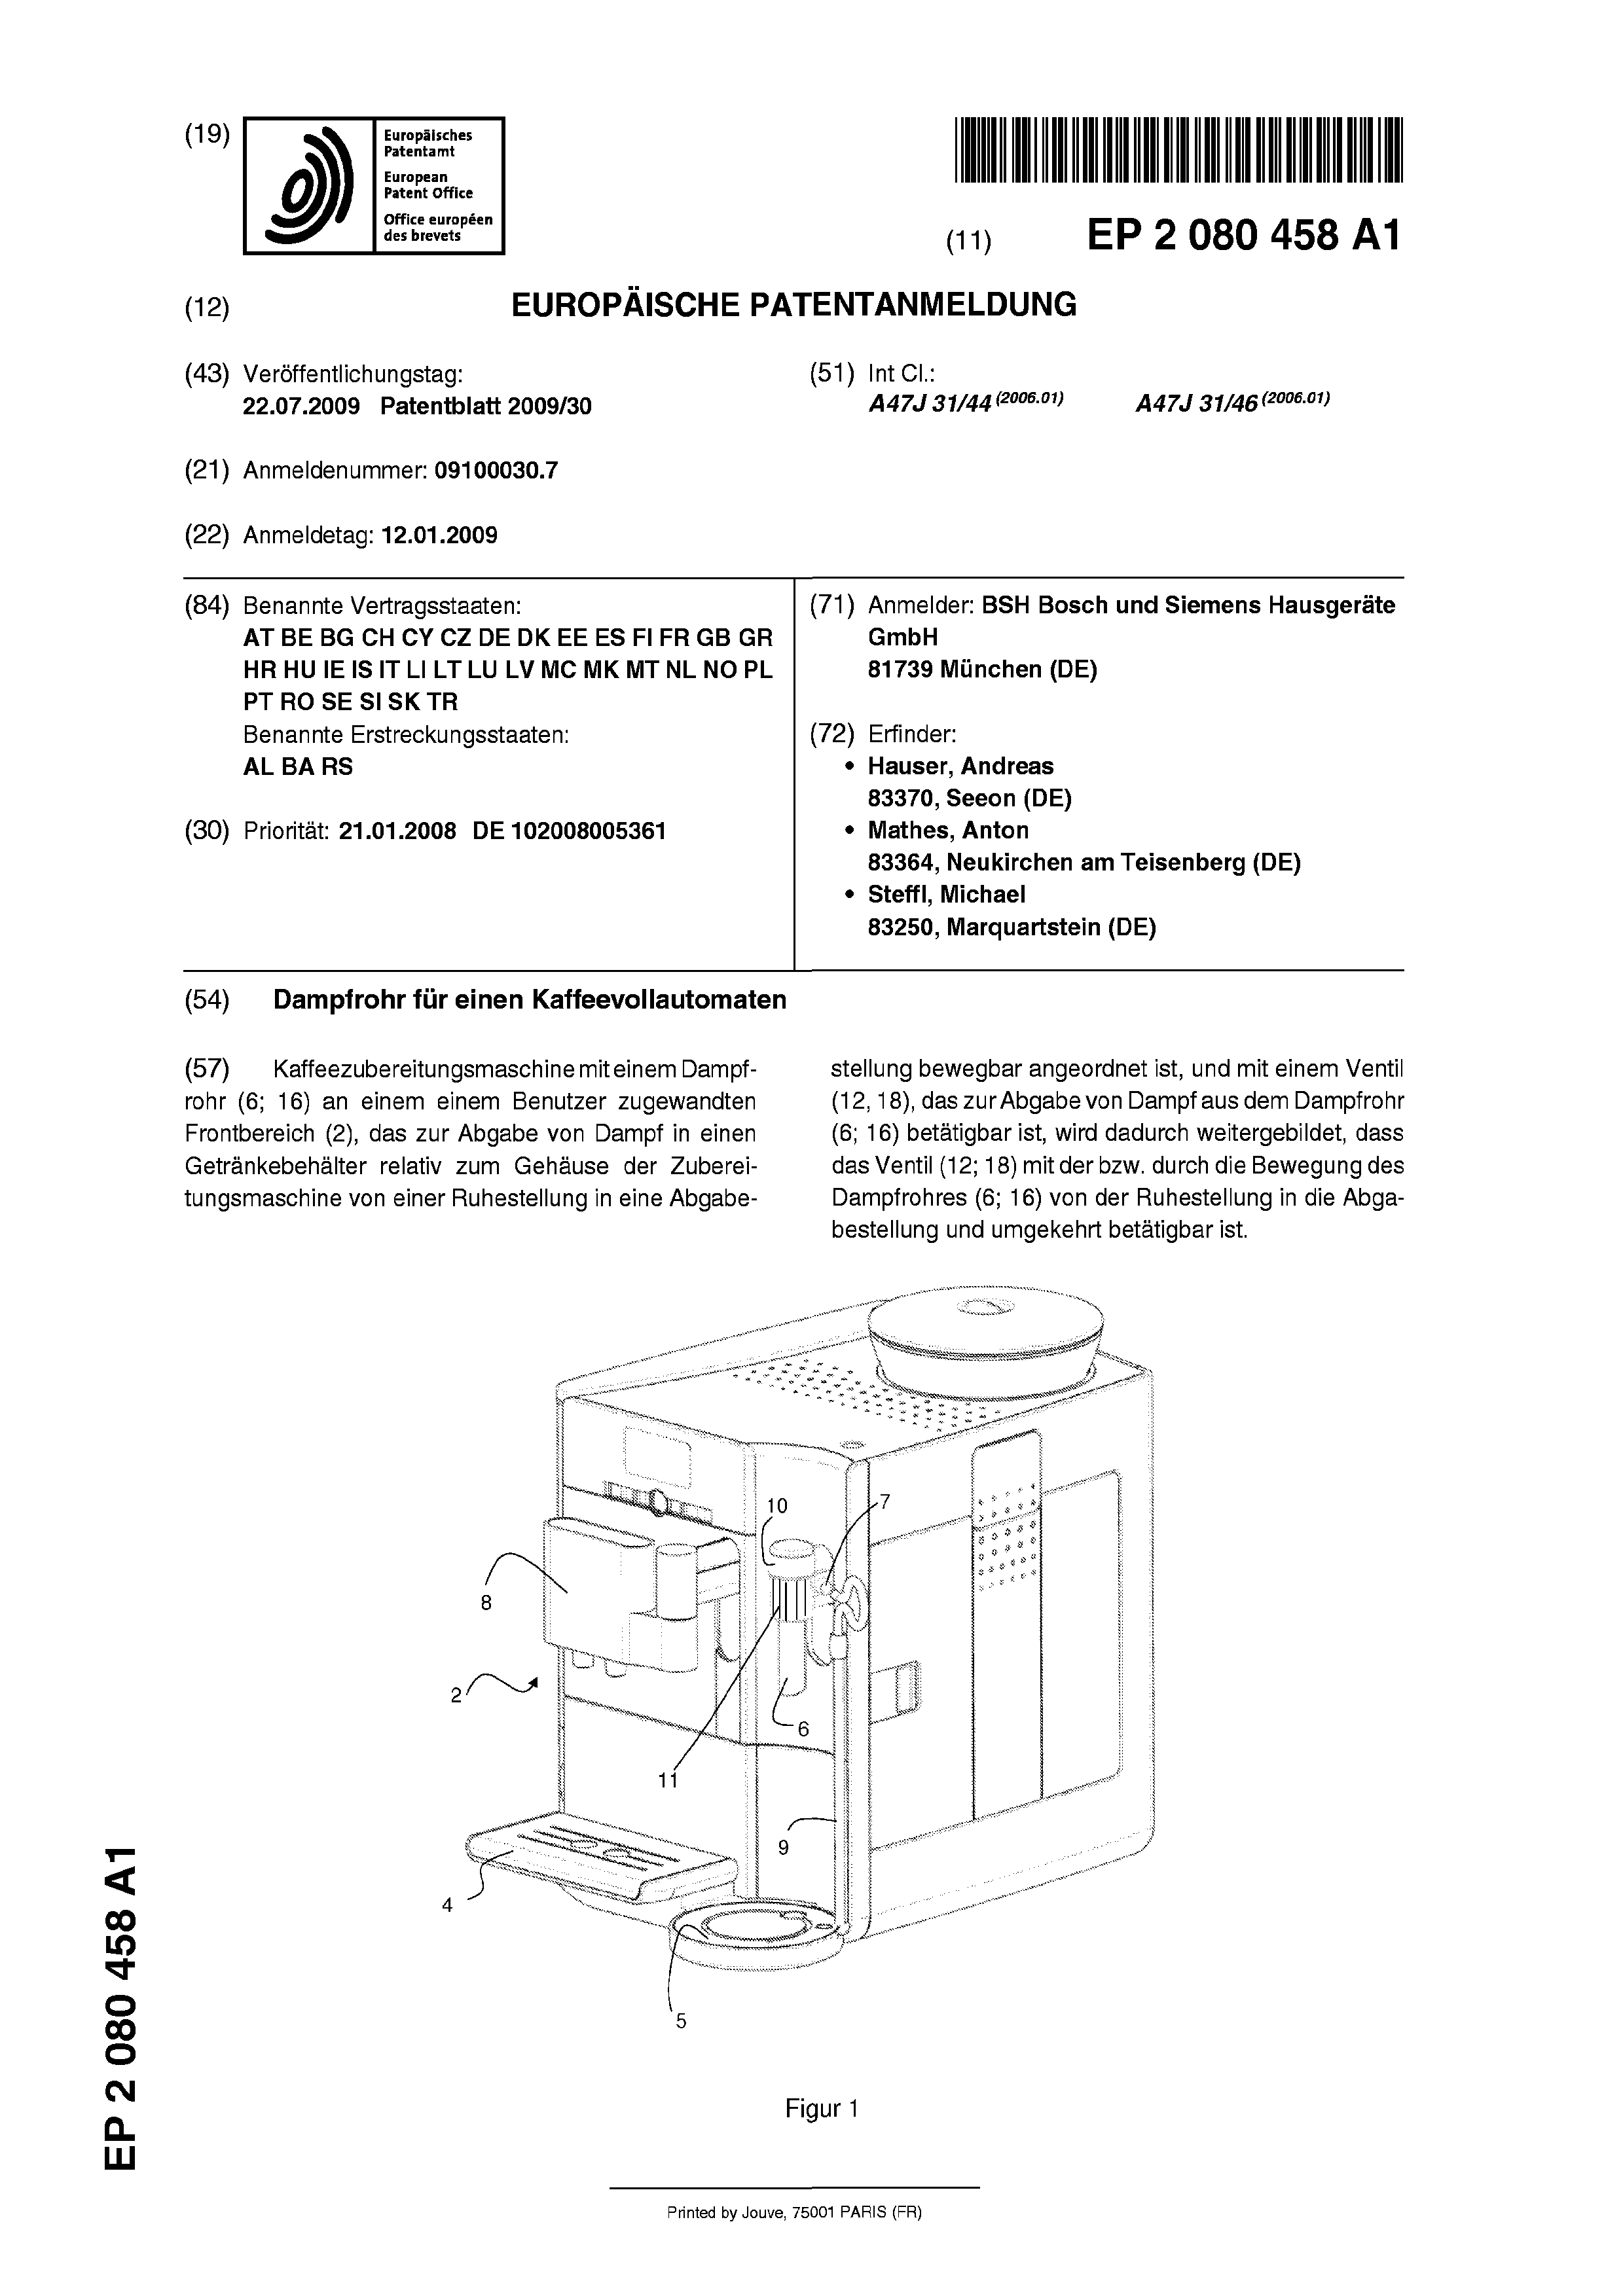 (19)
Europäisches
Patentamt
European
Patent Office
Office européen
des brevets
(11) EP 2 080 458 A1
(12) EUROPÄISCHE PATENTANMELDUNG
(43) Veröffentlichungstag:
22.07.2009 Patentblatt 2009/30
(21) Anmeldenummer: 09100030.7
(22) Anmeldetag: 12.01.2009
(51) Int Cl.:
A47J 31/44 (2006.01) A47J 31/46 (2006.01)
(84) Benannte Vertragsstaaten:
AT BE BG CH CY CZ DE DK EE ES FI FR GB GR
HR HU IE IS IT LI LT LU LV MC MK MT NL NO PL
PT RO SE SI SK TR
Benannte Erstreckungsstaaten:
AL BA RS
(30) Priorität: 21.01.2008 DE 102008005361
(71) Anmelder: BSH Bosch und Siemens Hausgeräte
GmbH
81739 München (DE)
(72) Erfinder:
• Hauser, Andreas
83370, Seeon (DE)
• Mathes, Anton
83364, Neukirchen am Teisenberg (DE)
• Steffl, Michael
83250, Marquartstein (DE)
(54) Dampfrohr für einen Kaffeevollautomaten
(57) Kaffeezubereitungsmaschine mit einem Dampf-
rohr (6; 16) an einem einem Benutzer zugewandten
Frontbereich (2), das zur Abgabe von Dampf in einen
Getränkebehälter relativ zum Gehäuse der Zuberei-
tungsmaschine von einer Ruhestellung in eine Abgabe-
stellung bewegbar angeordnet ist, und mit einem Ventil
(12, 18), das zur Abgabe von Dampf aus dem Dampfrohr
(6; 16) betätigbar ist, wird dadurch weitergebildet, dass
das Ventil (12; 18) mit der bzw. durch die Bewegung des
Dampfrohres (6; 16) von der Ruhestellung in die Abga-
bestellung und umgekehrt betätigbar ist.
10
7
8
2
6
11
9
4
5
Figur 1
EP 2 080 458 A1
Printed by Jouve, 75001 PARIS (FR)